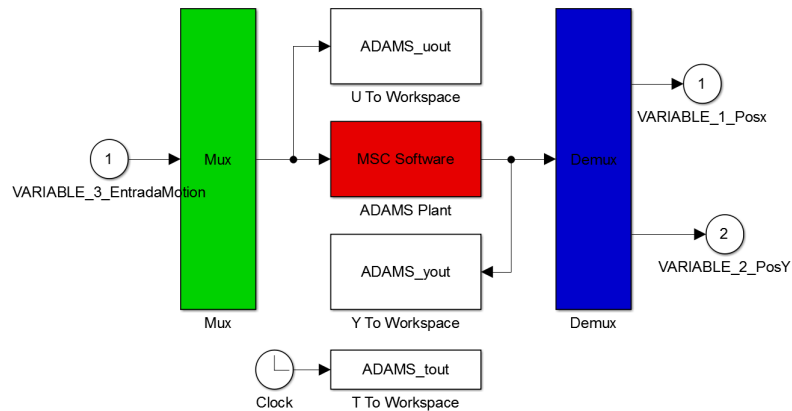 ADAMS_uout
U To Workspace
1
VARIABLE_1_Posx
1
VARIABLE_3_EntradaMotion
Mux
MSC Software
Demux
ADAMS Plant
2
VARIABLE_2_PosY
ADAMS_yout
Mux
Y To Workspace
Demux
ADAMS_tout
Clock
T To Workspace